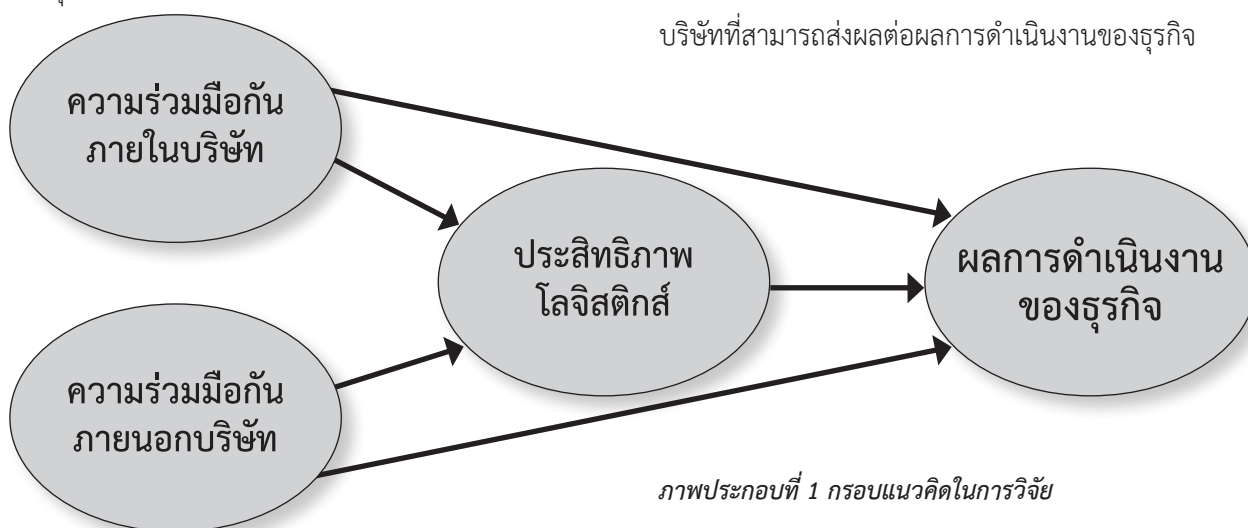 บริษัทที่สามารถส่งผลต่อผลการดำเนินงานของธุรกิจ
ความร่วมมือกัน
ภายในบริษัท
ประสิทธิภาพ
โลจิสติกส์
ผลการดำเนินงาน
ของธุรกิจ
ความร่วมมือกัน
ภายนอกบริษัท
ภาพประกอบที่ 1 กรอบแนวคิดในการวิจัย